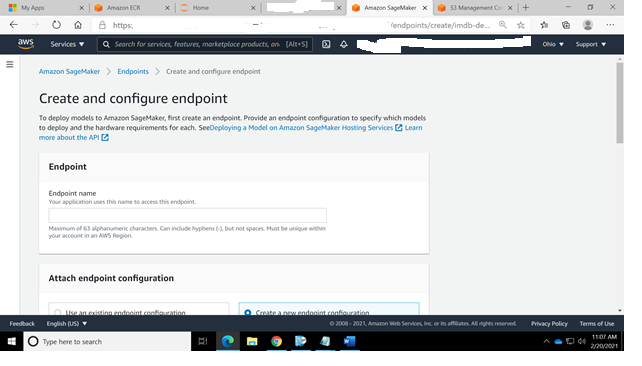 My Apps
Amazon ECR
Home
Amazon SageMaker
S3 Management Co
https:
/endpoints/create/imdb-de...
aws
Services
Search for services, features, marketplace products, an
[Alt+S]
Ohio
Support
Amazon SageMaker > Endpoints > Create and configure endpoint
Create and configure endpoint
To deploy models to Amazon SageMaker, first create an endpoint. Provide an endpoint configuration to specify which models
to deploy and the hardware requirements for each. SeeDeploying a Model on Amazon SageMaker Hosting Services Learn
more about the API
Endpoint
Endpoint name
Your application uses this name to access this endpoint.
Maximum of 63 alphanumeric characters. Can include hyphens (-), but not spaces. Must be unique within
your account in an AWS Region.
Attach endpoint configuration
Use an existing endpoint configuration
Create a new endpoint configuration
Feedback
English (US)
© 2008 - 2021, Amazon Web Services, Inc. or its affiliates. All rights reserved.
Privacy Policy
Terms of Use
Type here to search
11:07 AM
2/20/2021